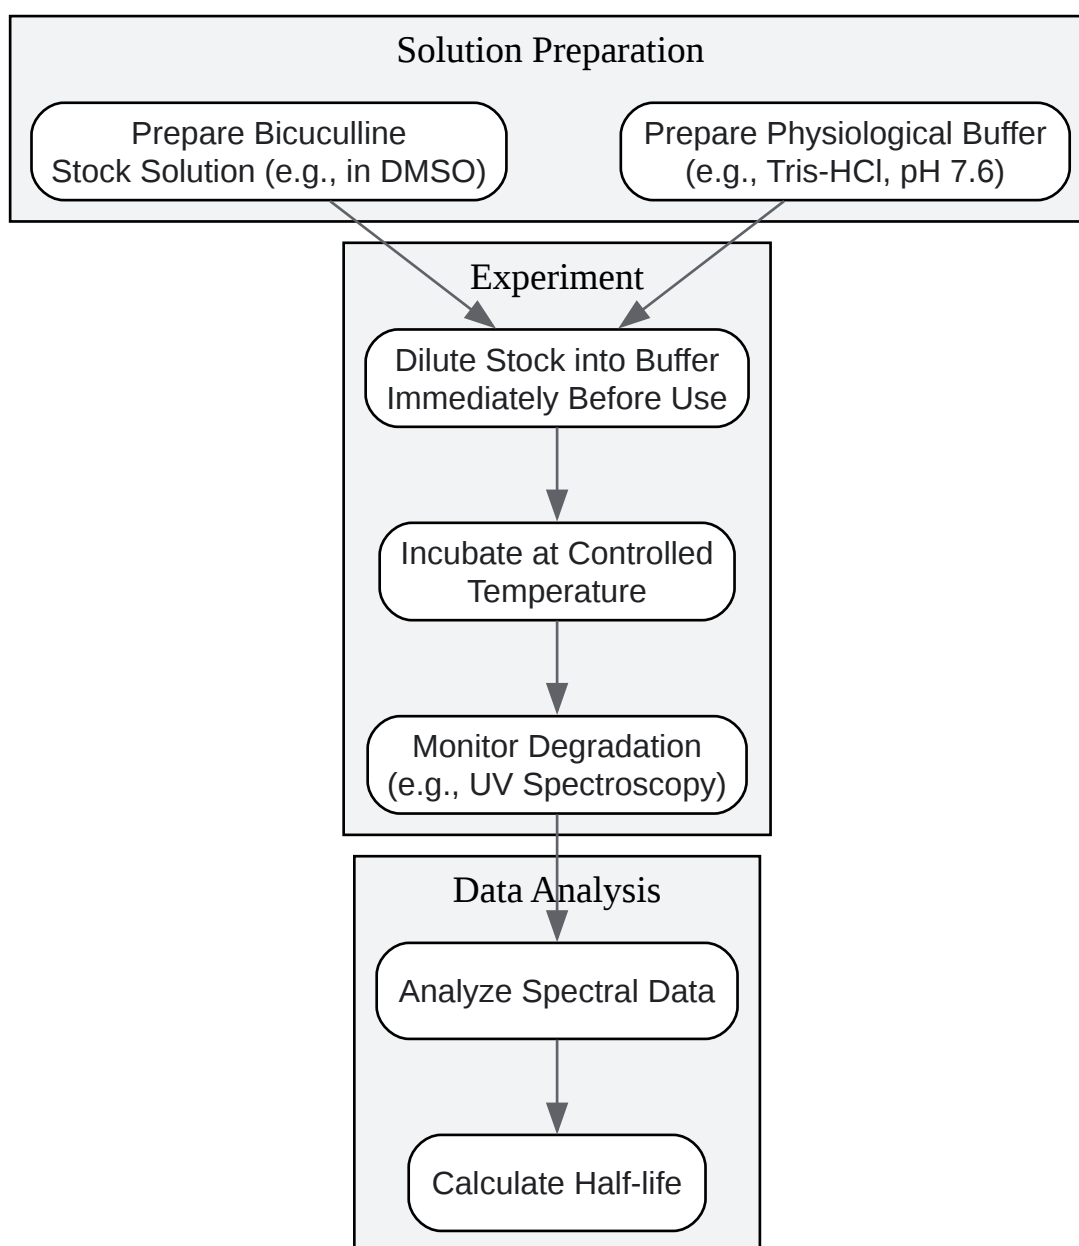 Solution Preparation
Prepare Bicuculline
Stock Solution (e.g., in DMSO)
Prepare Physiological Buffer
(e.g., Tris-HCl, pH 7.6)
Experiment
Dilute Stock into Buffer
Immediately Before Use
Incubate at Controlled
Temperature
Monitor Degradation
(e.g., UV Spectroscopy)
Data Analysis
Analyze Spectral Data
Calculate Half-life